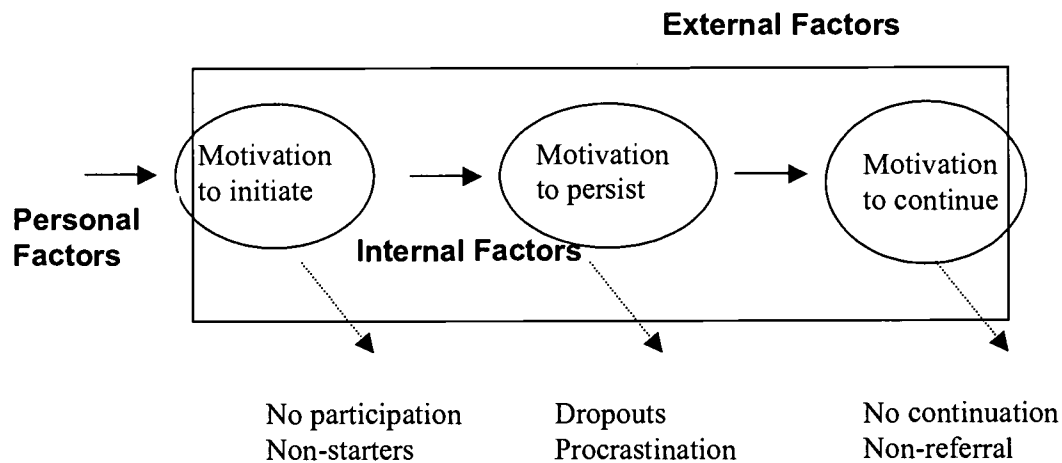 External Factors
Motivation
to initiate
Motivation
to persist
Motivation
to continue
Personal
Factors
Internal Factors
No participation
Non-starters
Dropouts
Procrastination
No continuation
Non-referral